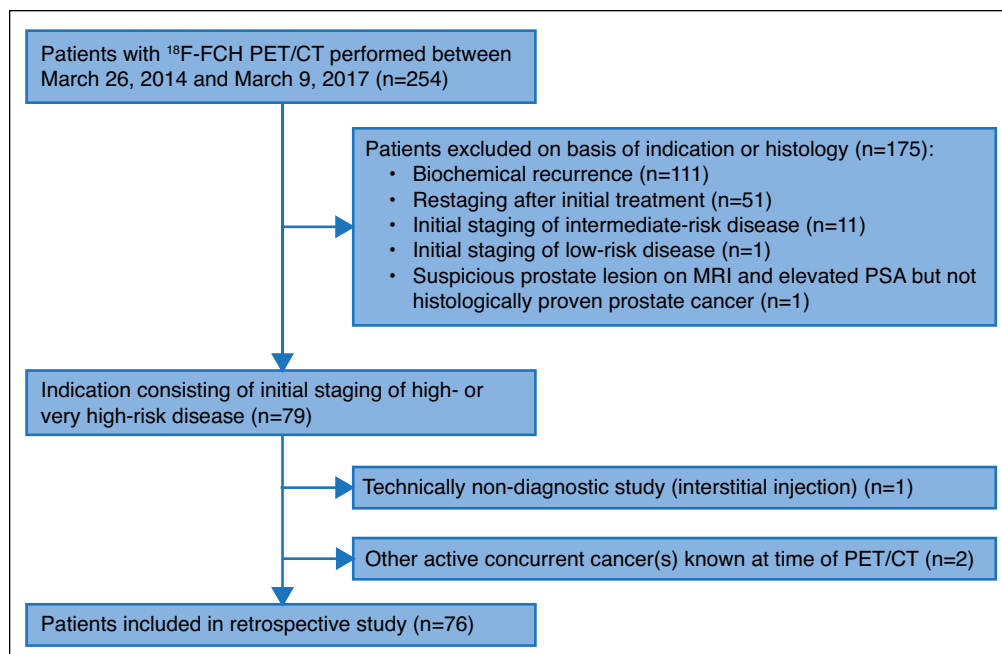 Patients with ¹⁸F-FCH PET/CT performed between
March 26, 2014 and March 9, 2017 (n=254)
Patients excluded on basis of indication or histology (n=175):
• Biochemical recurrence (n=111)
• Restaging after initial treatment (n=51)
• Initial staging of intermediate-risk disease (n=11)
• Initial staging of low-risk disease (n=1)
• Suspicious prostate lesion on MRI and elevated PSA but not
histologically proven prostate cancer (n=1)
Indication consisting of initial staging of high- or
very high-risk disease (n=79)
Technically non-diagnostic study (interstitial injection) (n=1)
Other active concurrent cancer(s) known at time of PET/CT (n=2)
Patients included in retrospective study (n=76)